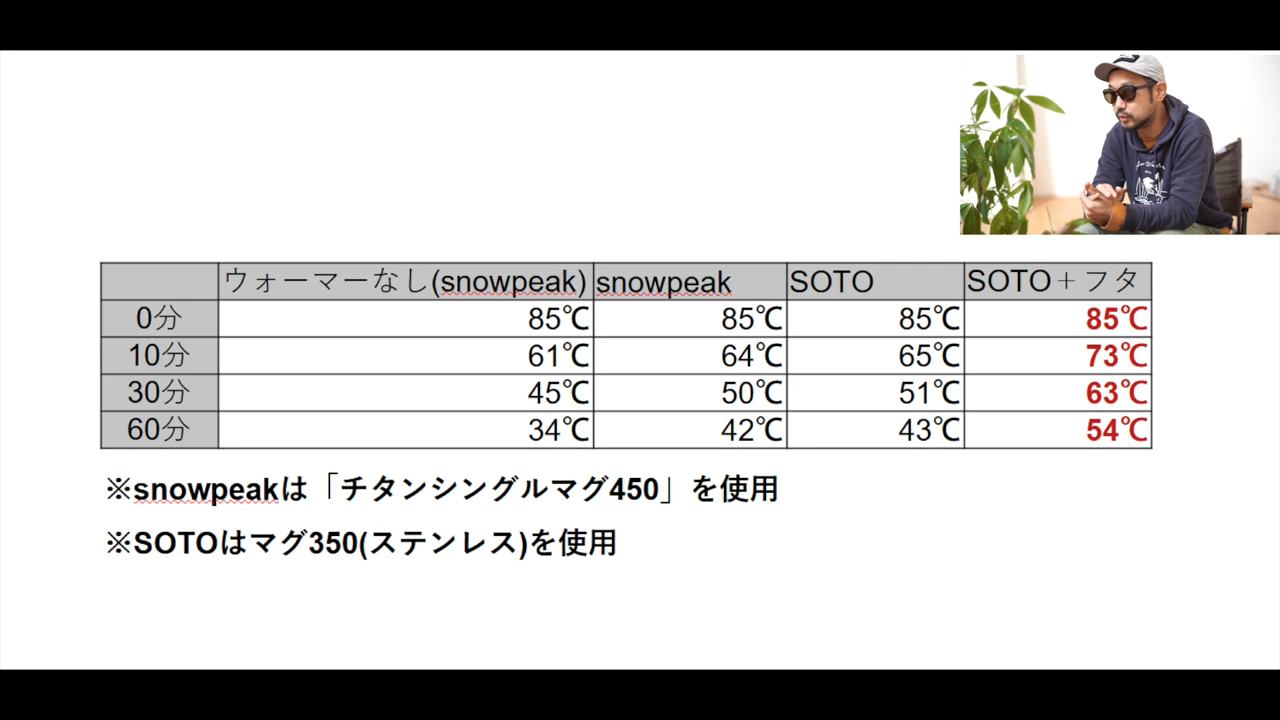 ウォーマーなし(snowpeak) snowpeak SOTO SOTO＋フタ
0分 85℃ 85℃ 85℃ 85℃
10分 61℃ 64℃ 65℃ 73℃
30分 45℃ 50℃ 51℃ 63℃
60分 34℃ 42℃ 43℃ 54℃
※snowpeakは「チタンシングルマグ450」を使用
※SOTOはマグ350(ステンレス)を使用